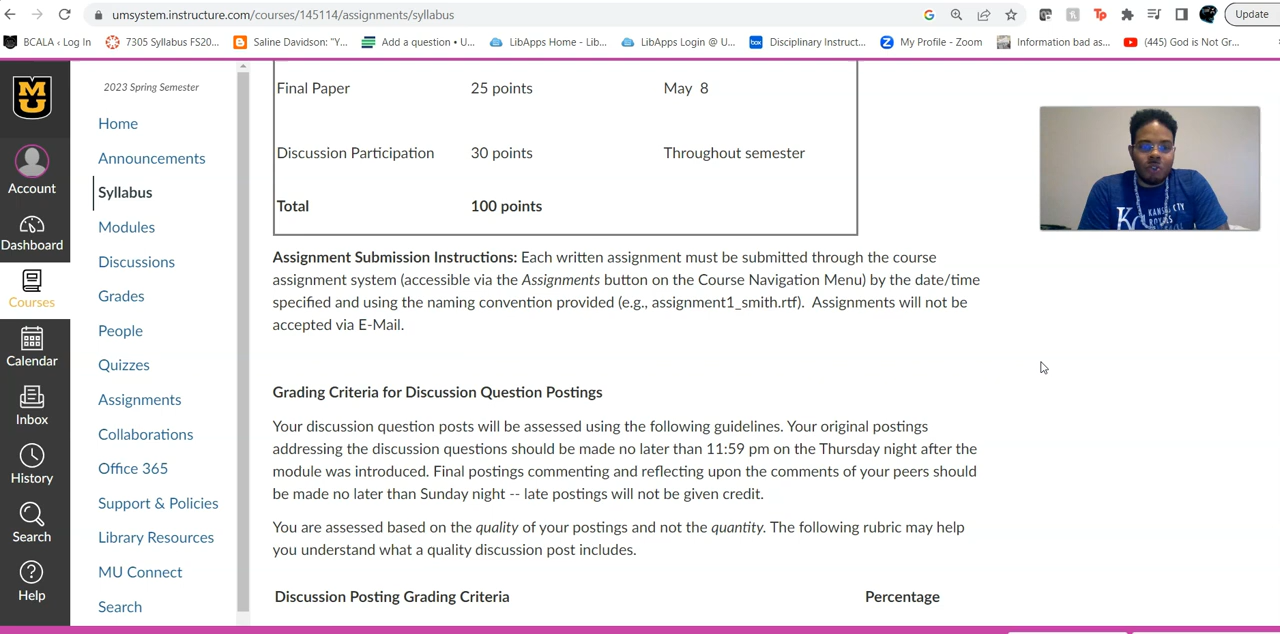 umsystem.instructure.com/courses/145114/assignments/syllabus
Update
BCALA ‹ Log In
7305 Syllabus FS20...
Saline Davidson: "Y...
Add a question • U...
LibApps Home - Lib...
LibApps Login @ U...
box
Disciplinary Instruct...
My Profile - Zoom
Information bad as...
(445) God is Not Gr...
MU
Account
Dashboard
Courses
Calendar
Inbox
History
Search
Help
2023 Spring Semester
Home
Announcements
Syllabus
Modules
Discussions
Grades
People
Quizzes
Assignments
Collaborations
Office 365
Support & Policies
Library Resources
MU Connect
Search
Final Paper 25 points May 8
Discussion Participation 30 points Throughout semester
Total 100 points
Assignment Submission Instructions: Each written assignment must be submitted through the course
assignment system (accessible via the Assignments button on the Course Navigation Menu) by the date/time
specified and using the naming convention provided (e.g., assignment1_smith.rtf). Assignments will not be
accepted via E-Mail.
Grading Criteria for Discussion Question Postings
Your discussion question posts will be assessed using the following guidelines. Your original postings
addressing the discussion questions should be made no later than 11:59 pm on the Thursday night after the
module was introduced. Final postings commenting and reflecting upon the comments of your peers should
be made no later than Sunday night -- late postings will not be given credit.
You are assessed based on the quality of your postings and not the quantity. The following rubric may help
you understand what a quality discussion post includes.
Discussion Posting Grading Criteria Percentage
KANSAS CITY
ROYALS